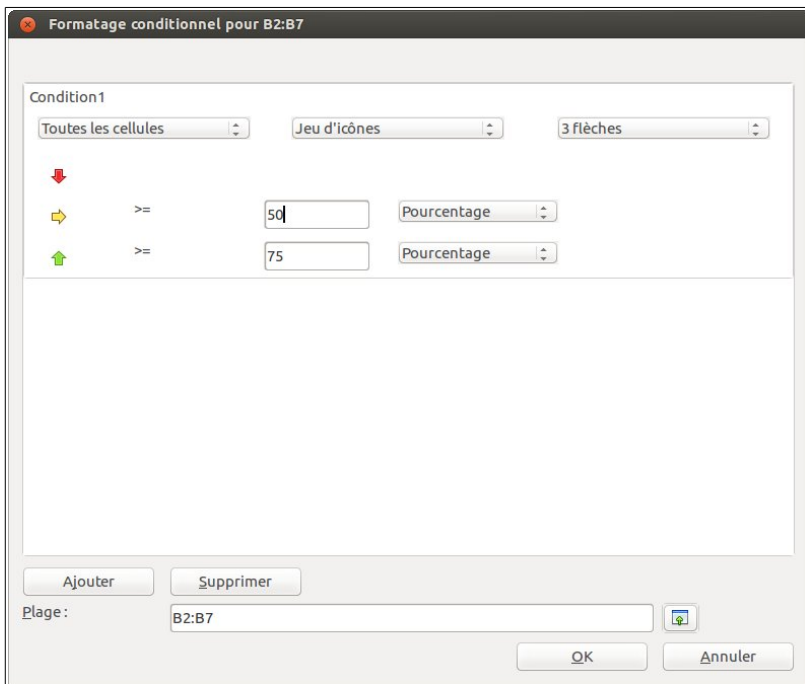 Formatage conditionnel pour B2:B7
Condition1
Toutes les cellules Jeu d'icônes 3 flèches
>= 50 Pourcentage
>= 75 Pourcentage
Ajouter Supprimer
Plage : B2:B7
OK Annuler